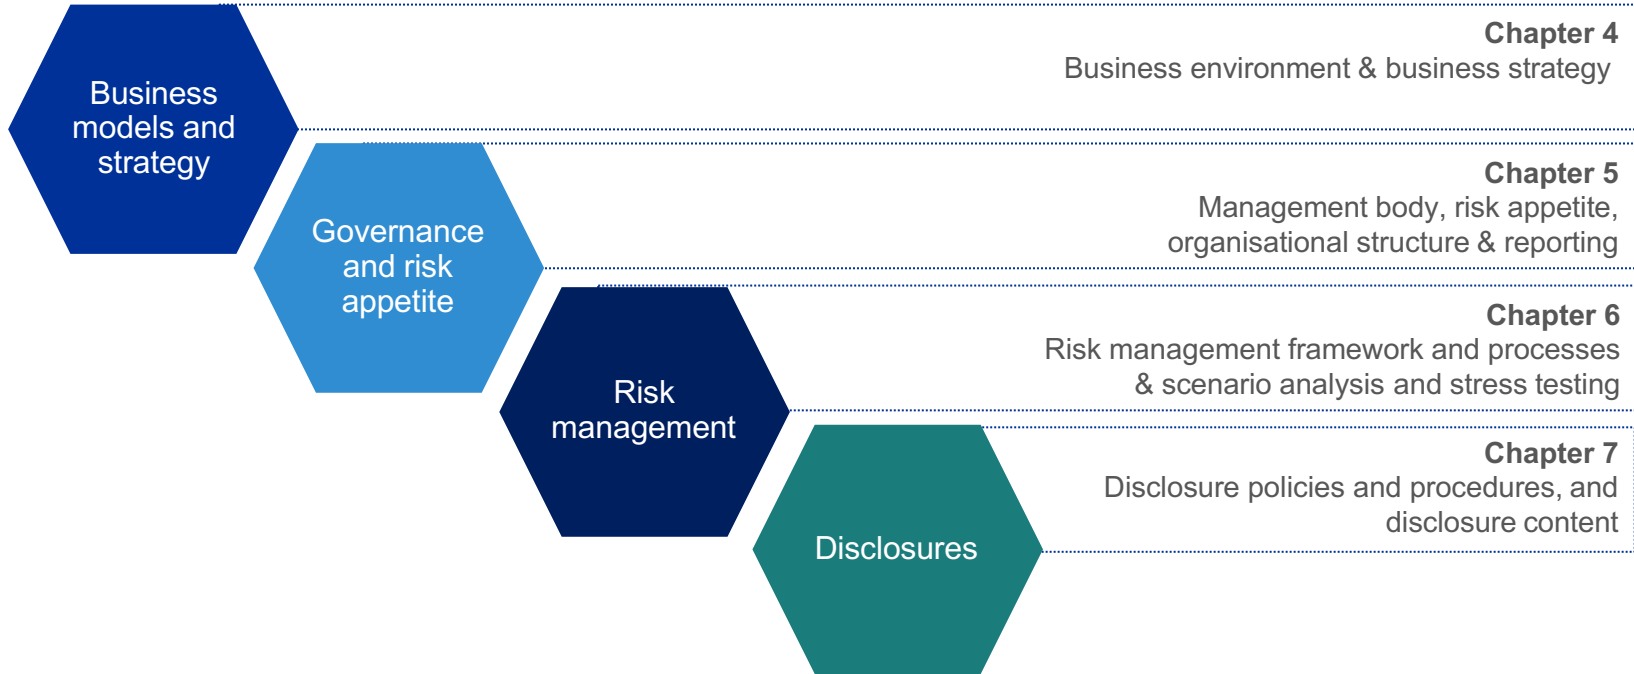 Business
models and
strategy
Chapter 4
Business environment & business strategy
Governance
and risk
appetite
Chapter 5
Management body, risk appetite,
organisational structure & reporting
Risk
management
Chapter 6
Risk management framework and processes
& scenario analysis and stress testing
Disclosures
Chapter 7
Disclosure policies and procedures, and
disclosure content